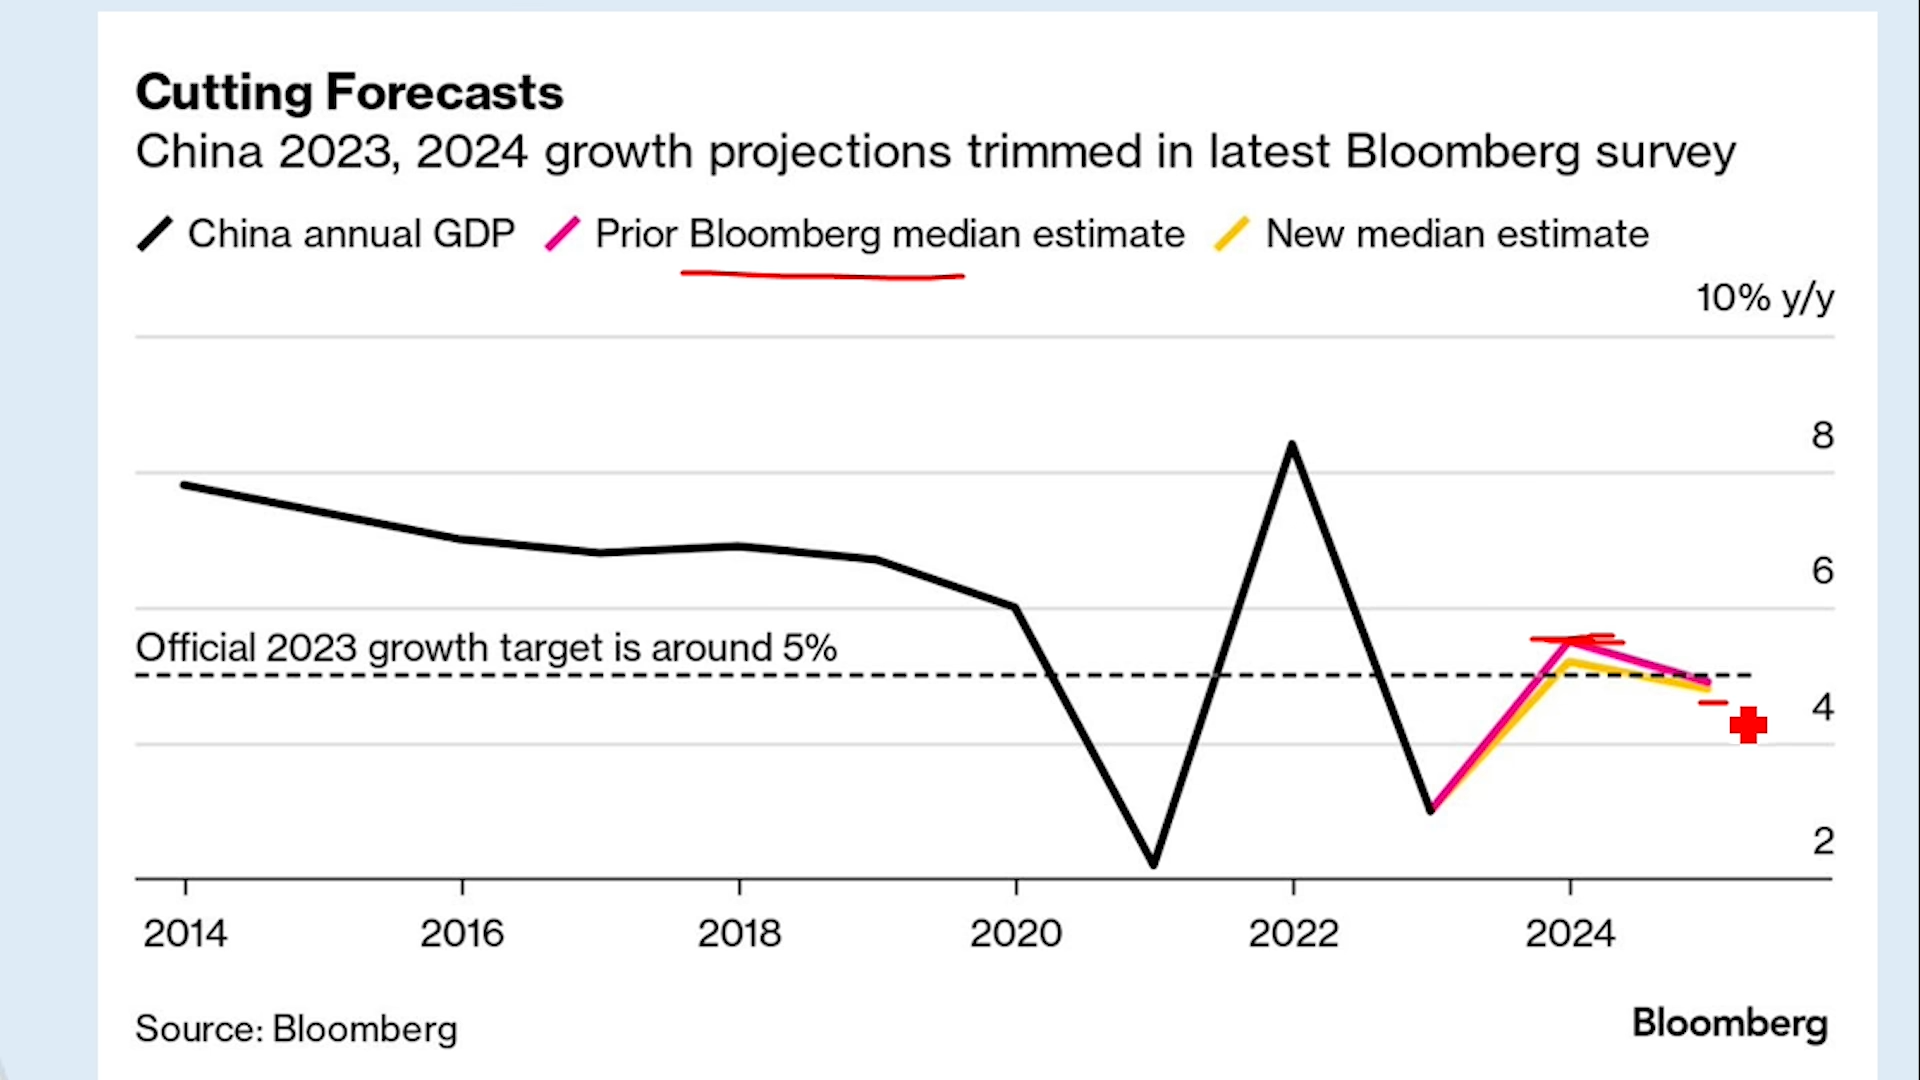 Cutting Forecasts
China 2023, 2024 growth projections trimmed in latest Bloomberg survey
China annual GDP Prior Bloomberg median estimate New median estimate
10% y/y
8
6
Official 2023 growth target is around 5%
4
2
2014 2016 2018 2020 2022 2024
Source: Bloomberg
Bloomberg